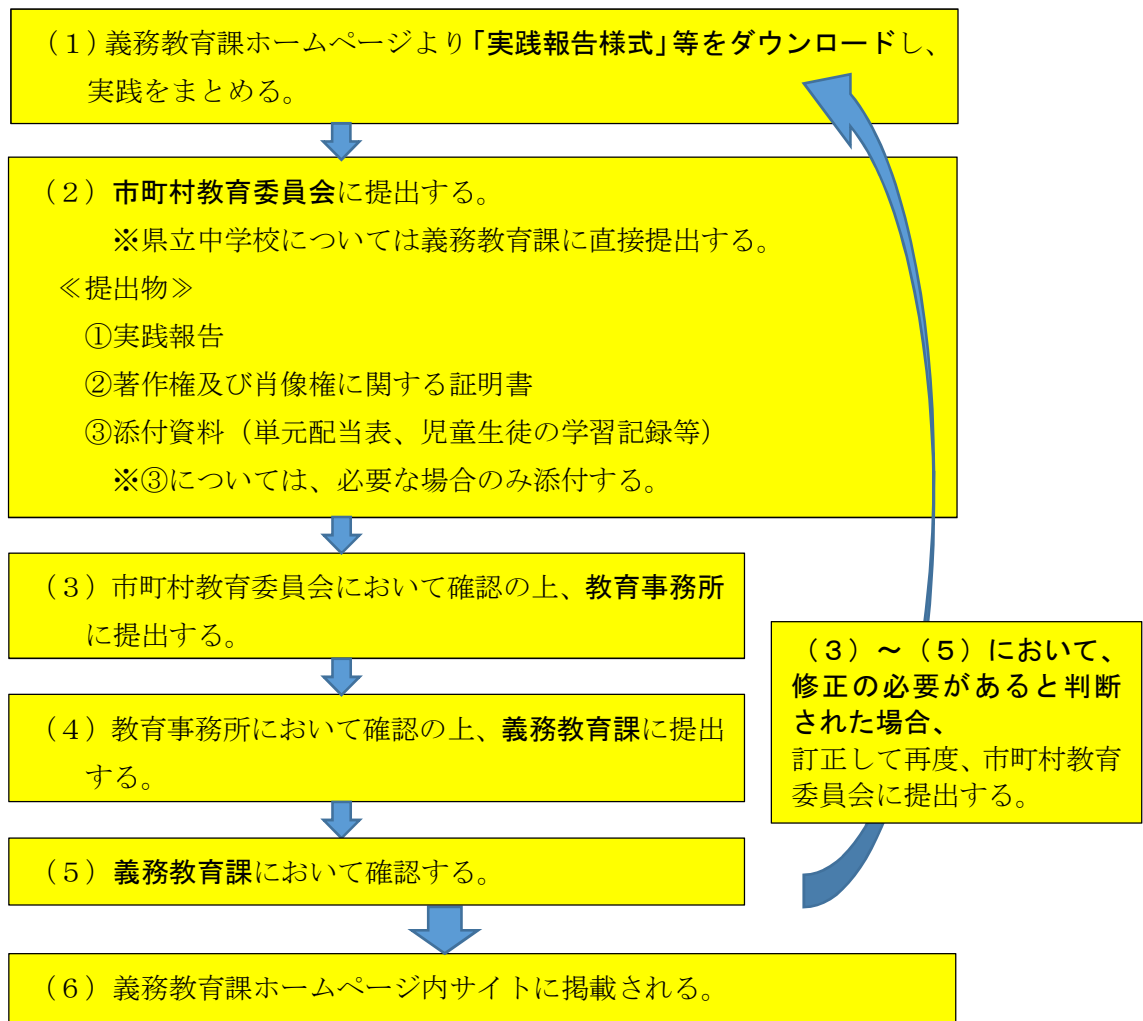 （１）義務教育課ホームページより「実践報告様式」等をダウンロードし、
実践をまとめる。
（２）市町村教育委員会に提出する。
※県立中学校については義務教育課に直接提出する。
≪提出物≫
①実践報告
②著作権及び肖像権に関する証明書
③添付資料（単元配当表、児童生徒の学習記録等）
※③については、必要な場合のみ添付する。
（３）市町村教育委員会において確認の上、教育事務所
に提出する。
（４）教育事務所において確認の上、義務教育課に提出
する。
（５）義務教育課において確認する。
（３）～（５）において、
修正の必要があると判断
された場合、
訂正して再度、市町村教育
委員会に提出する。
（６）義務教育課ホームページ内サイトに掲載される。